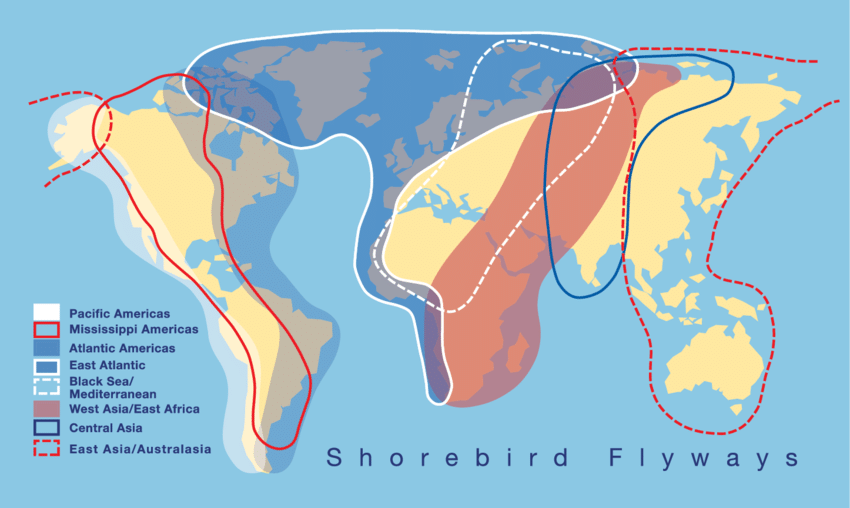 Pacific Americas
Mississippi Americas
Atlantic Americas
East Atlantic
Black Sea/
Mediterranean
West Asia/East Africa
Central Asia
East Asia/Australasia
Shorebird Flyways